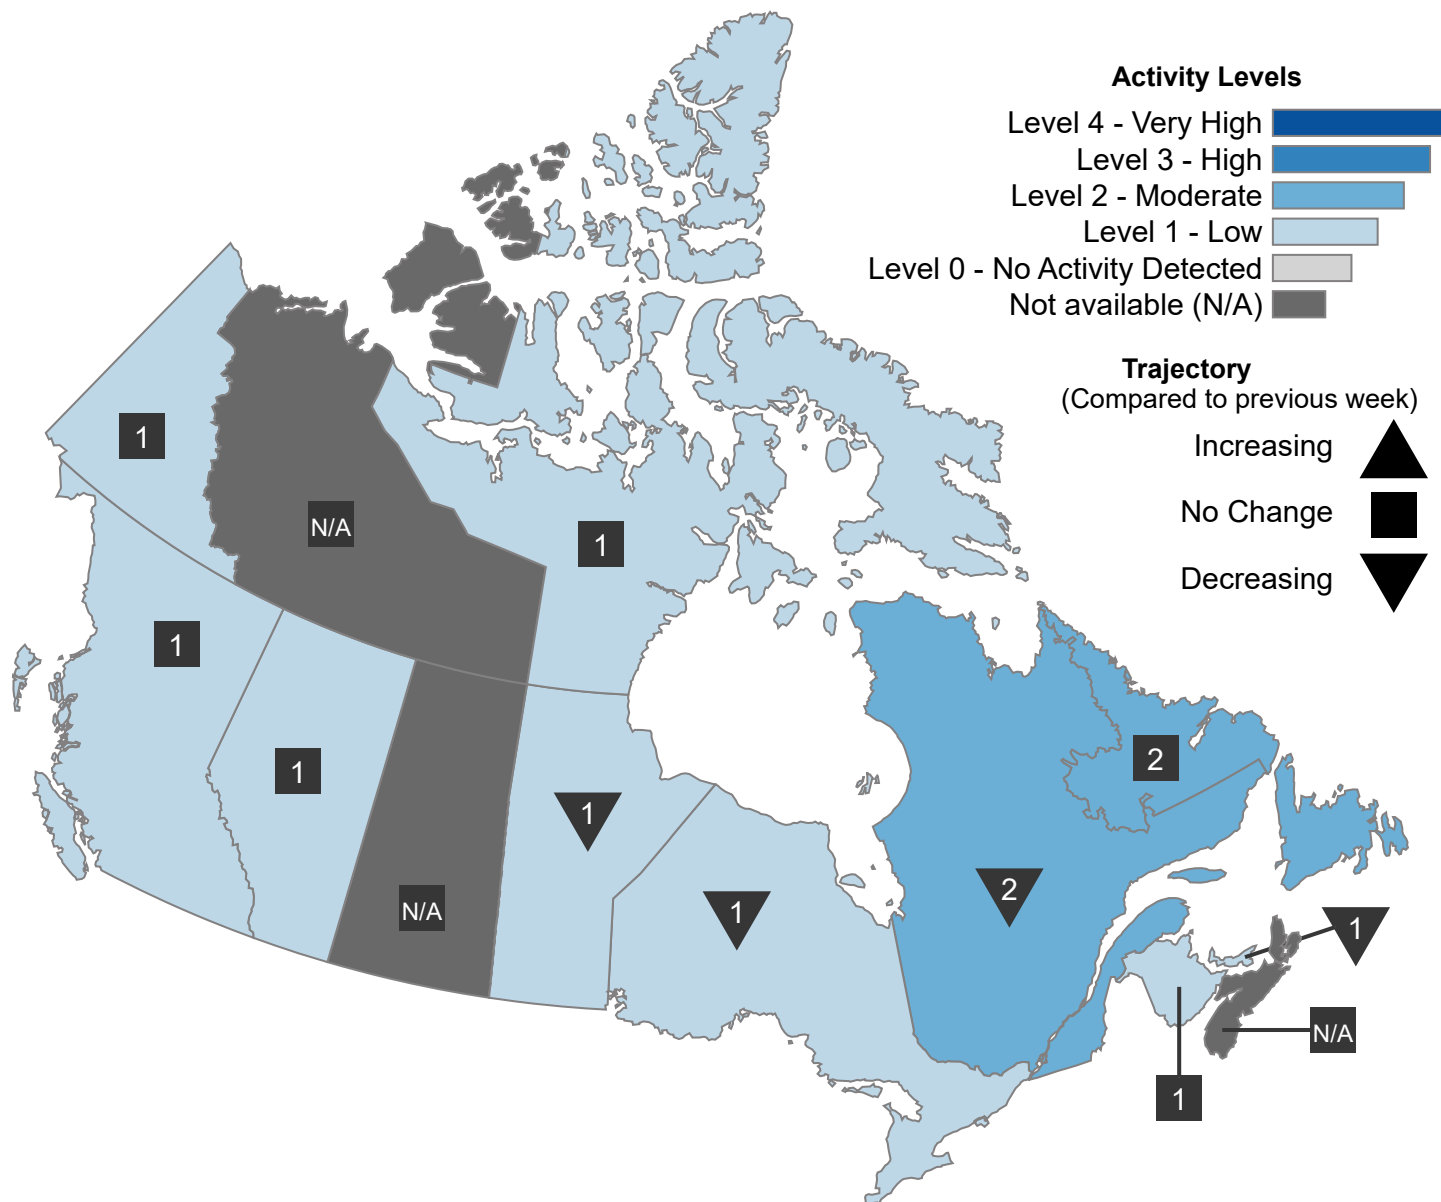 Activity Levels
Level 4 - Very High
Level 3 - High
Level 2 - Moderate
Level 1 - Low
Level 0 - No Activity Detected
Not available (N/A)
Trajectory
(Compared to previous week)
Increasing
No Change
Decreasing
1
N/A
1
1
1
2
1
N/A
1
2
1
N/A
1